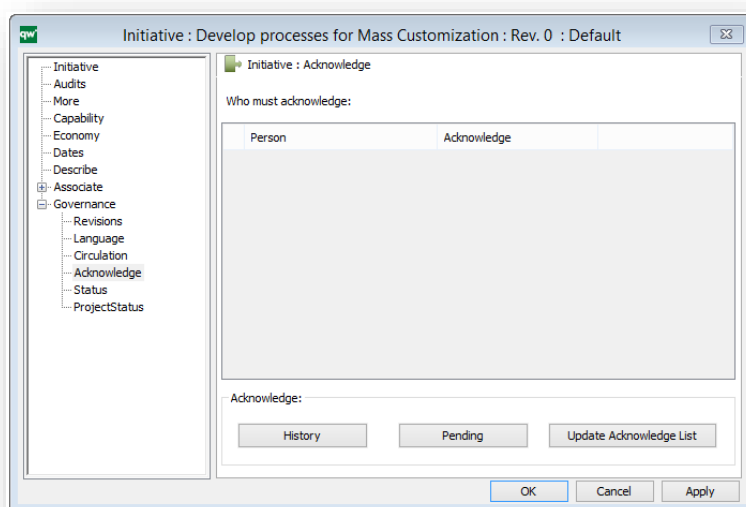 qw
Initiative : Develop processes for Mass Customization : Rev. 0 : Default
Initiative
Audits
More
Capability
Economy
Dates
Describe
Associate
Governance
Revisions
Language
Circulation
Acknowledge
Status
ProjectStatus
Initiative : Acknowledge
Who must acknowledge:
Person Acknowledge
Acknowledge:
History Pending Update Acknowledge List
OK Cancel Apply